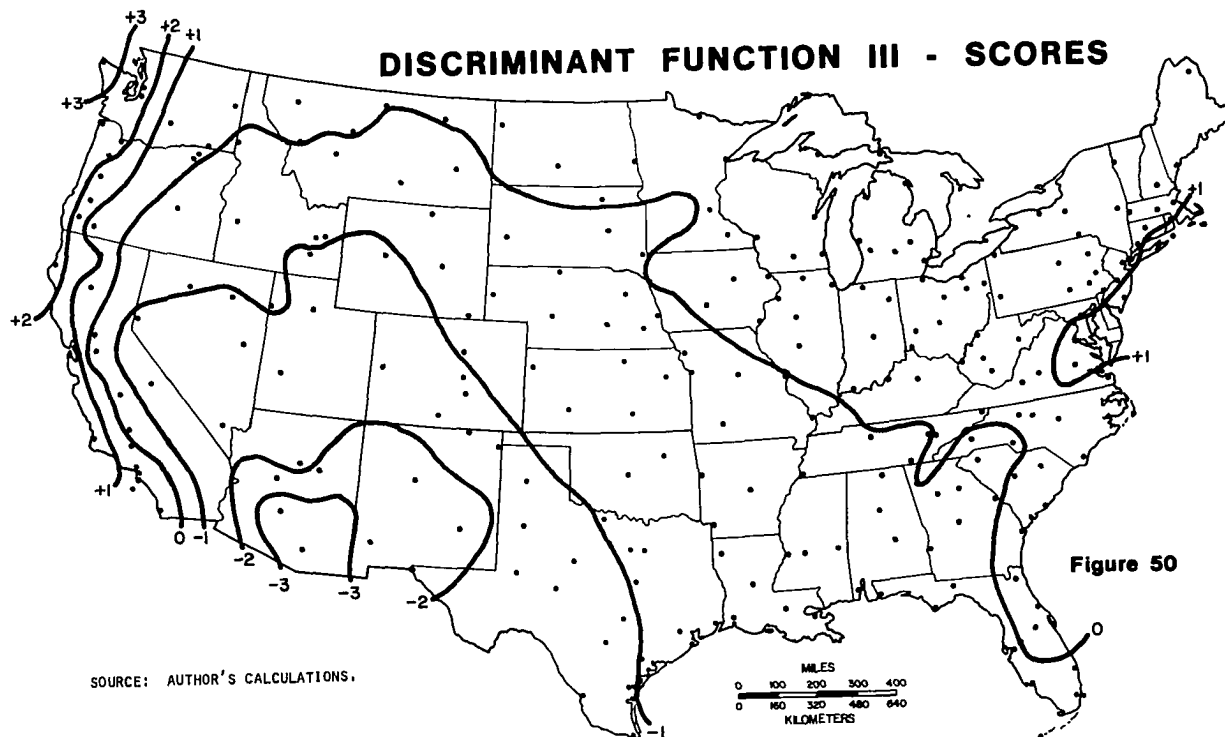 +3
+2
+1
DISCRIMINANT FUNCTION III - SCORES
+3
+1
+2
+1
+1
0
-1
-2
-3
-3
-2
Figure 50
0
SOURCE: AUTHOR'S CALCULATIONS.
MILES
0 100 200 300 400
0 160 320 480 640
KILOMETERS
-1